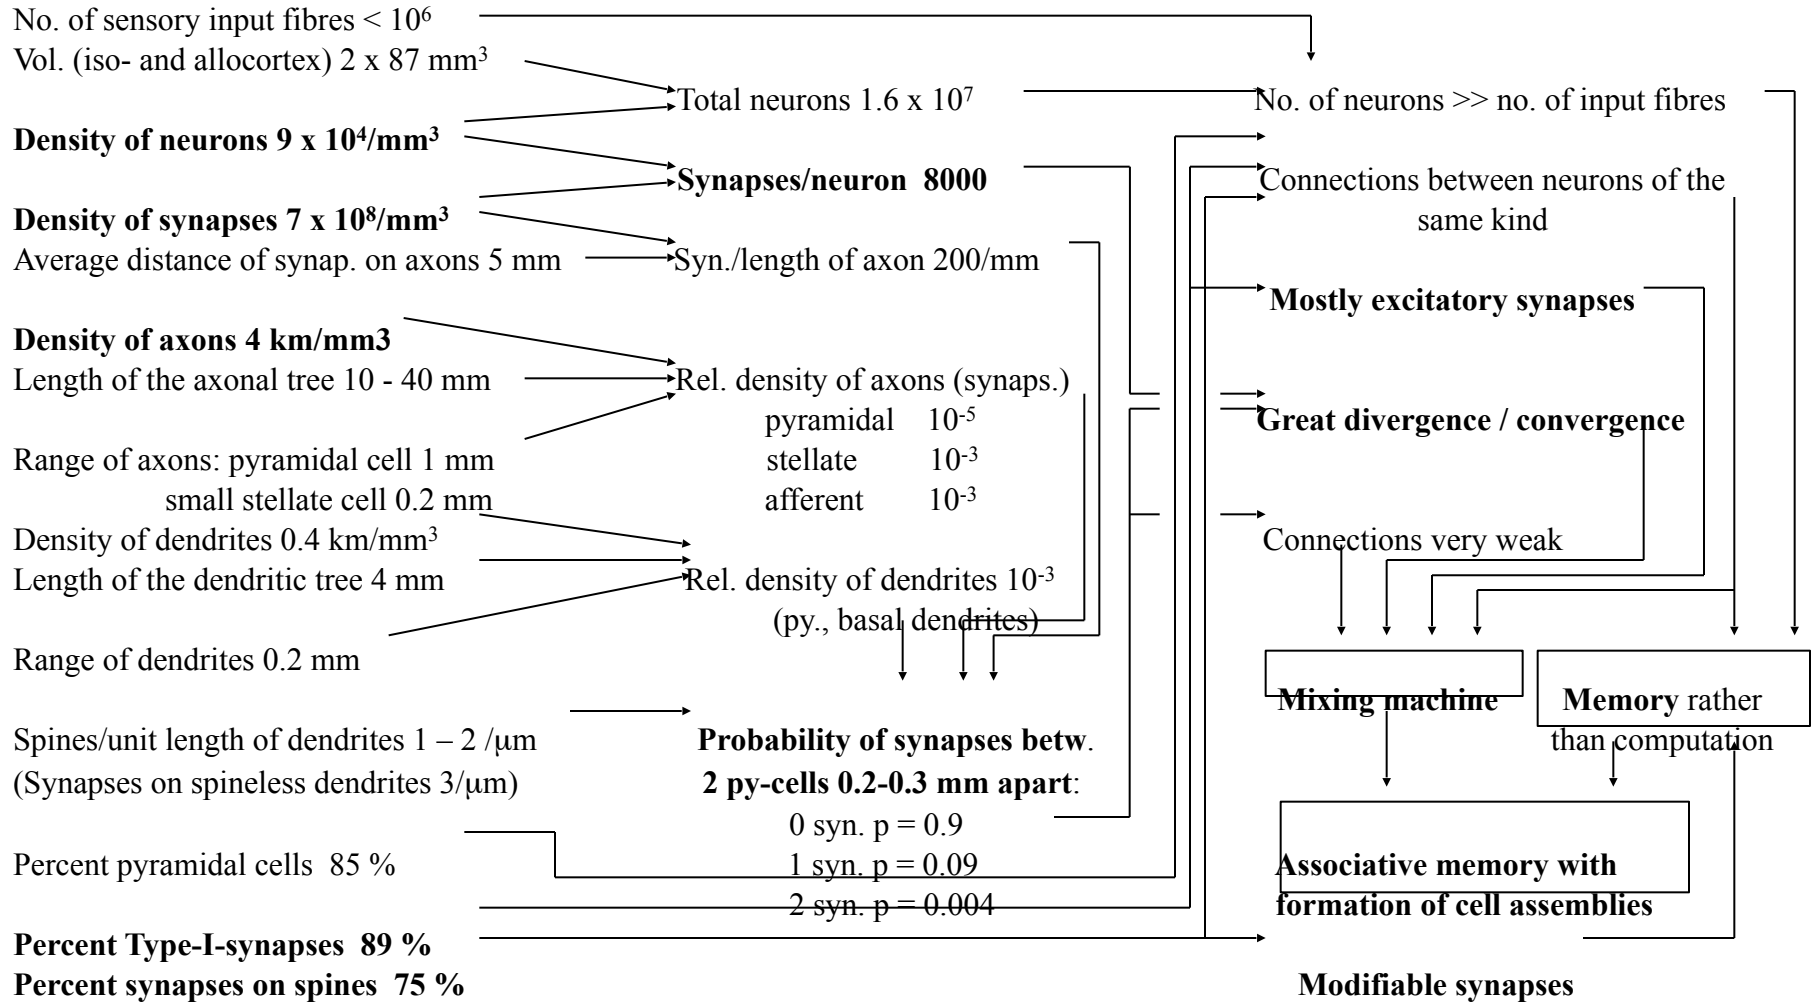 No. of sensory input fibres < 10⁶
Vol. (iso- and allocortex) 2 x 87 mm³
Density of neurons 9 x 10⁴/mm³
Density of synapses 7 x 10⁸/mm³
Average distance of synap. on axons 5 mm
Density of axons 4 km/mm3
Length of the axonal tree 10 - 40 mm
Range of axons: pyramidal cell 1 mm
small stellate cell 0.2 mm
Density of dendrites 0.4 km/mm³
Length of the dendritic tree 4 mm
Range of dendrites 0.2 mm
Spines/unit length of dendrites 1 – 2 /μm
(Synapses on spineless dendrites 3/μm)
Percent pyramidal cells 85 %
Percent Type-I-synapses 89 %
Percent synapses on spines 75 %
Total neurons 1.6 x 10⁷
Synapses/neuron 8000
Syn./length of axon 200/mm
Rel. density of axons (synaps.)
pyramidal 10⁻⁵
stellate 10⁻³
afferent 10⁻³
Rel. density of dendrites 10⁻³
(py., basal dendrites)
Probability of synapses betw.
2 py-cells 0.2-0.3 mm apart:
0 syn. p = 0.9
1 syn. p = 0.09
2 syn. p = 0.004
No. of neurons >> no. of input fibres
Connections between neurons of the
same kind
Mostly excitatory synapses
Great divergence / convergence
Connections very weak
Mixing machine
Memory rather
than computation
Associative memory with
formation of cell assemblies
Modifiable synapses